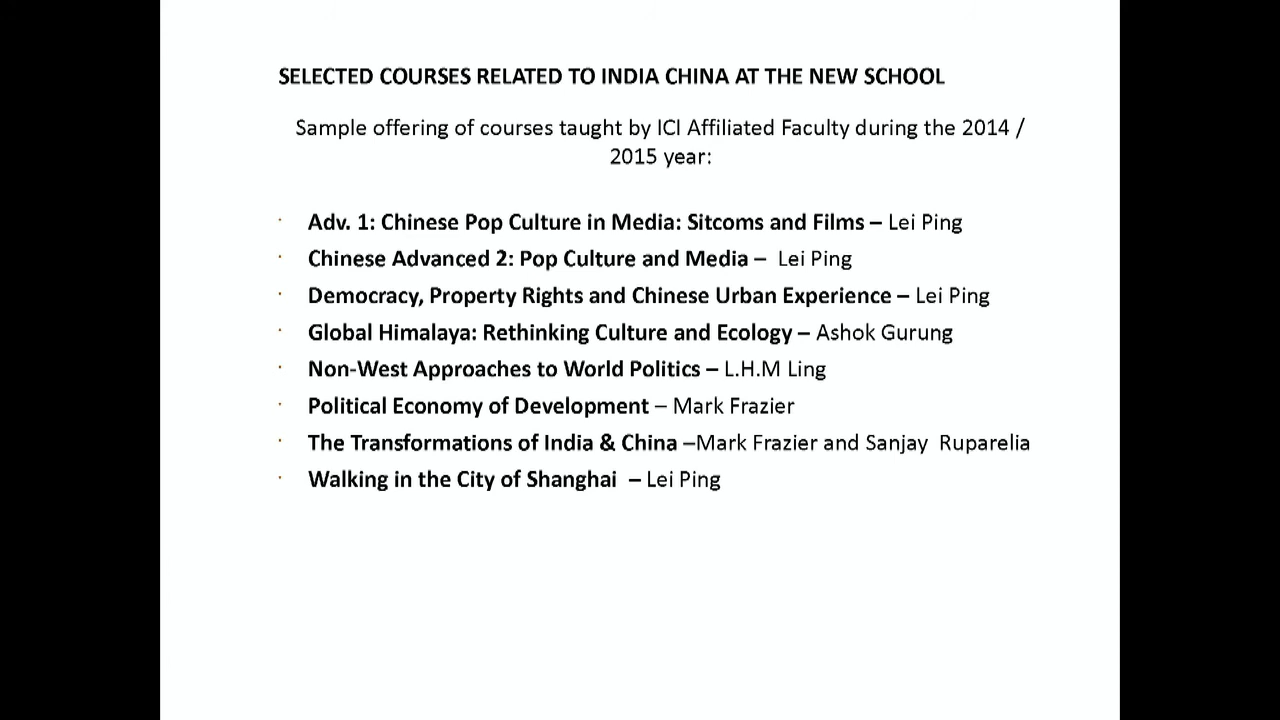 SELECTED COURSES RELATED TO INDIA CHINA AT THE NEW SCHOOL
Sample offering of courses taught by ICI Affiliated Faculty during the 2014 /
2015 year:
· Adv. 1: Chinese Pop Culture in Media: Sitcoms and Films – Lei Ping
· Chinese Advanced 2: Pop Culture and Media –  Lei Ping
· Democracy, Property Rights and Chinese Urban Experience – Lei Ping
· Global Himalaya: Rethinking Culture and Ecology – Ashok Gurung
· Non-West Approaches to World Politics – L.H.M Ling
· Political Economy of Development – Mark Frazier
· The Transformations of India & China –Mark Frazier and Sanjay  Ruparelia
· Walking in the City of Shanghai  – Lei Ping